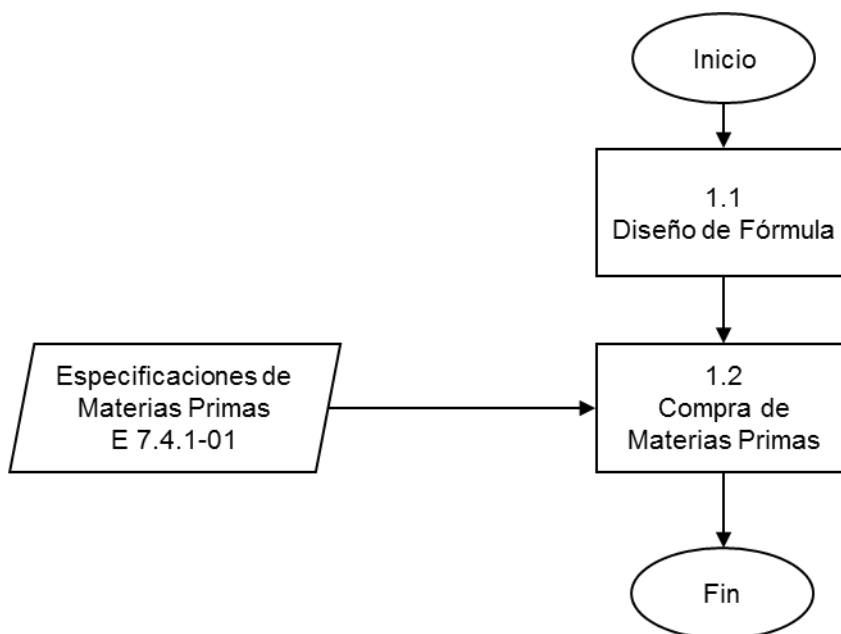 Inicio
1.1
Diseño de Fórmula
Especificaciones de
Materias Primas
E 7.4.1-01
1.2
Compra de
Materias Primas
Fin